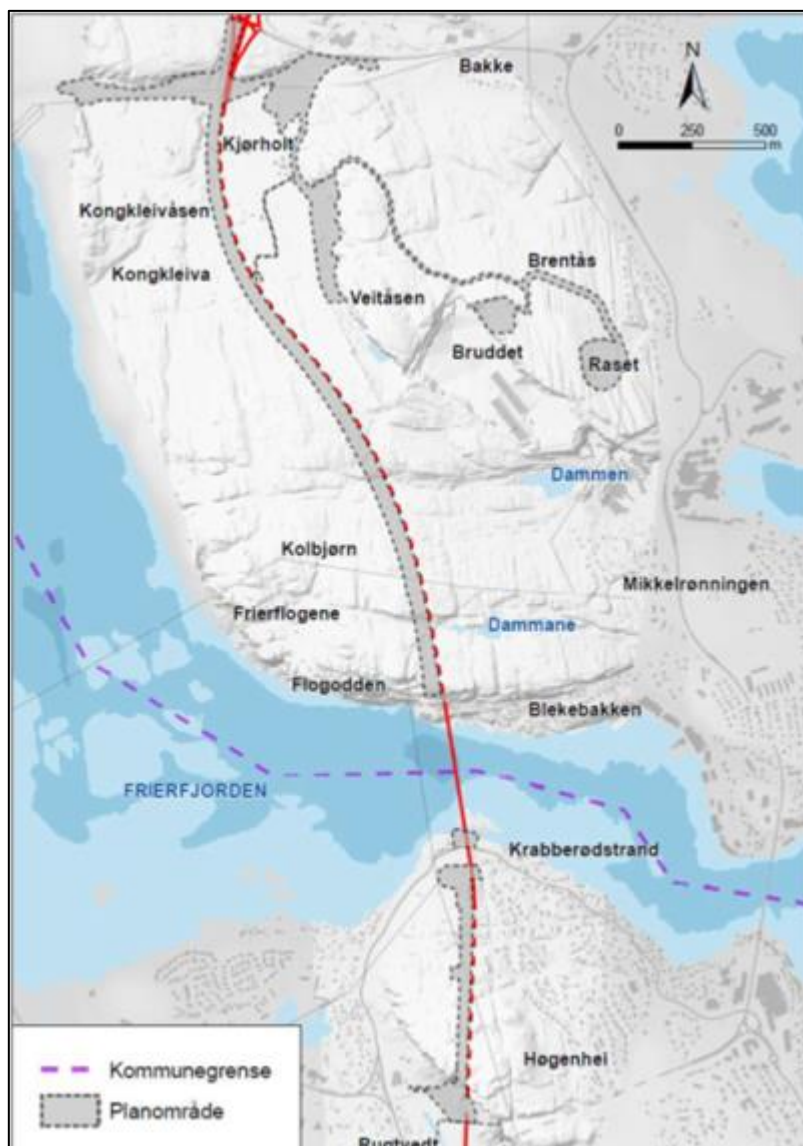 Bakke
N
0 250 500
m
Kjørholt
Kongkleivåsen
Kongkleiva
Brentås
Veitåsen
Bruddet
Raset
Dammen
Kolbjørn
Mikkelrønningen
Frierflogene
Dammane
Flogodden
Blekebakken
FRIERFJORDEN
Krabberødstrand
Høgenhei
Kommunegrense
Planområde
Rugtvedt